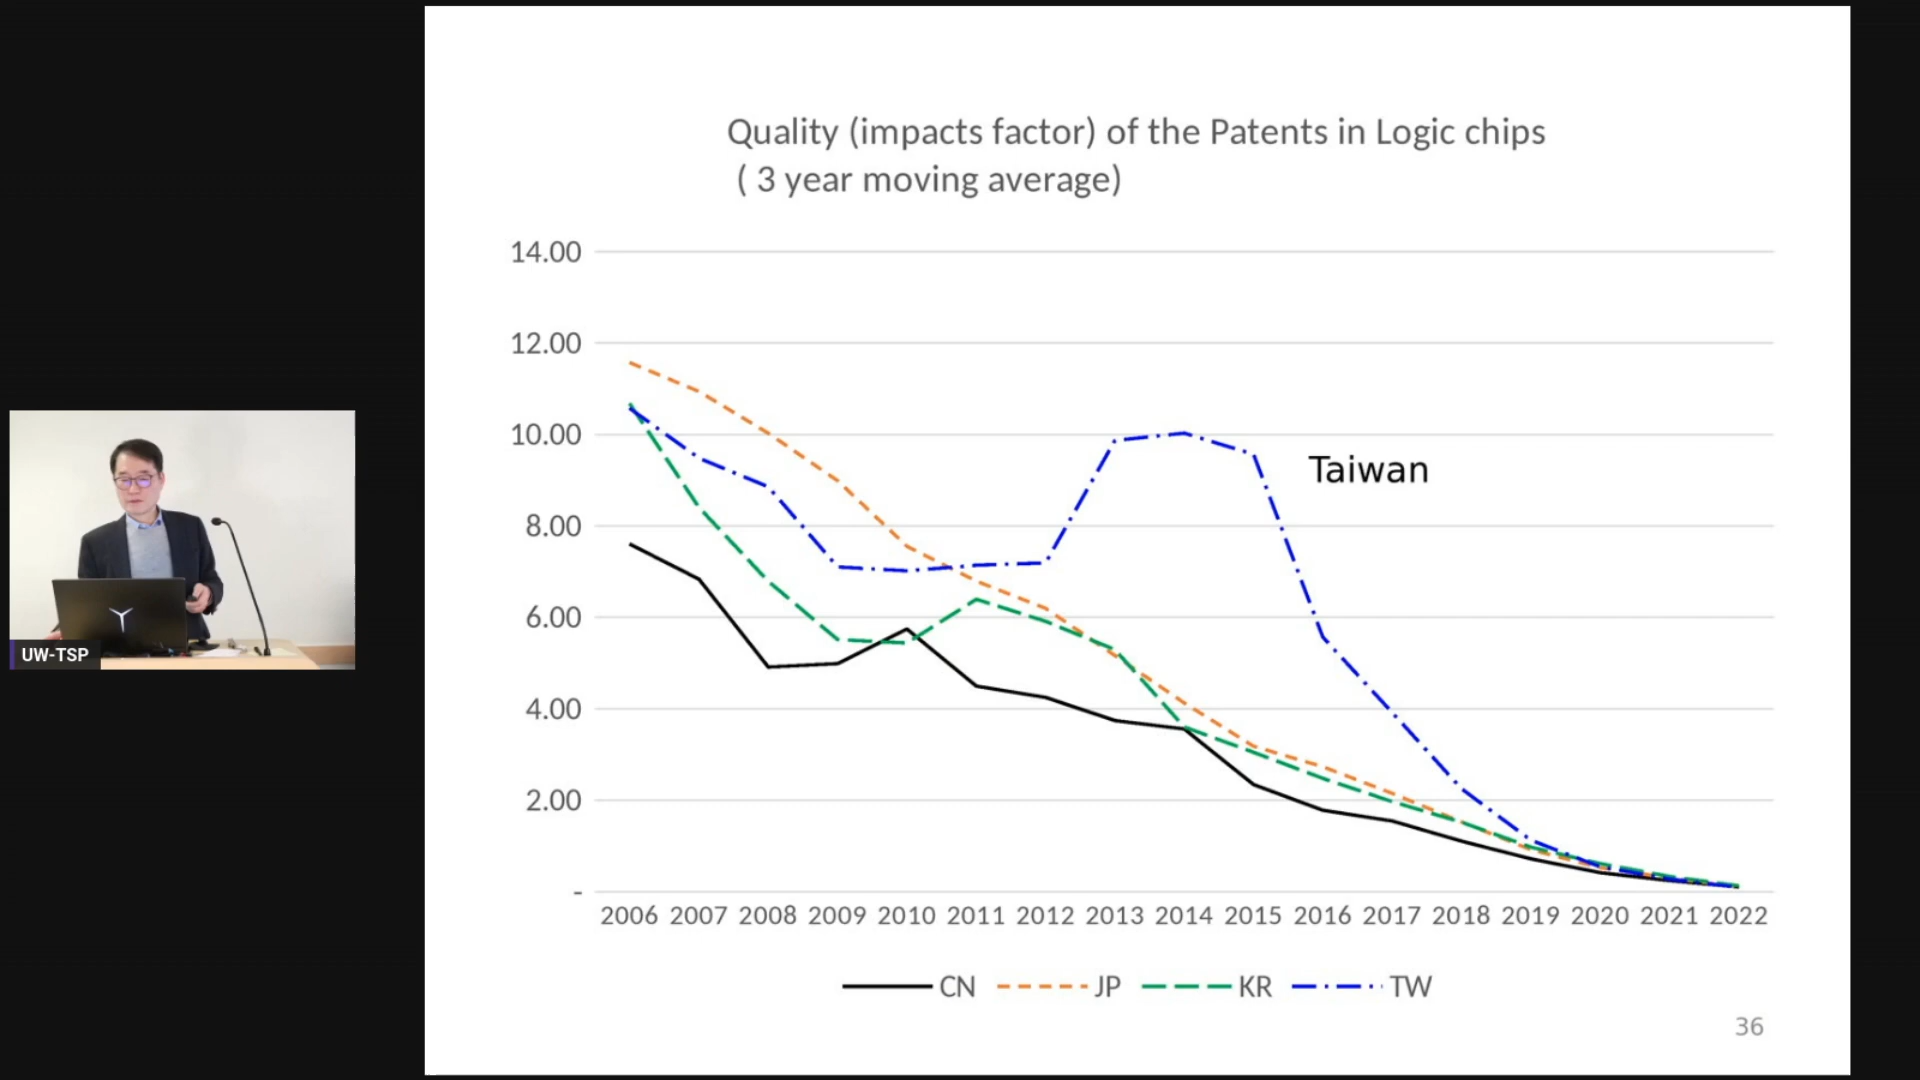 Quality (impacts factor) of the Patents in Logic chips
( 3 year moving average)
14.00
12.00
10.00
8.00
6.00
4.00
2.00
-
Taiwan
2006 2007 2008 2009 2010 2011 2012 2013 2014 2015 2016 2017 2018 2019 2020 2021 2022
CN JP KR TW
36
UW-TSP